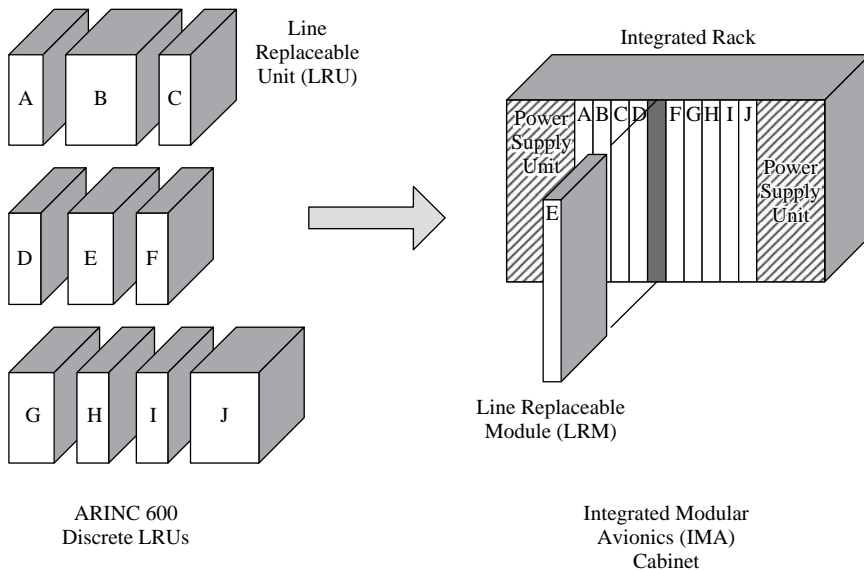 Line
Replaceable
Unit (LRU)
A
B
C
D
E
F
G
H
I
J
ARINC 600
Discrete LRUs
Integrated Rack
Power
Supply
Unit
A B C D F G H I J
Power
Supply
Unit
E
Line Replaceable
Module (LRM)
Integrated Modular
Avionics (IMA)
Cabinet